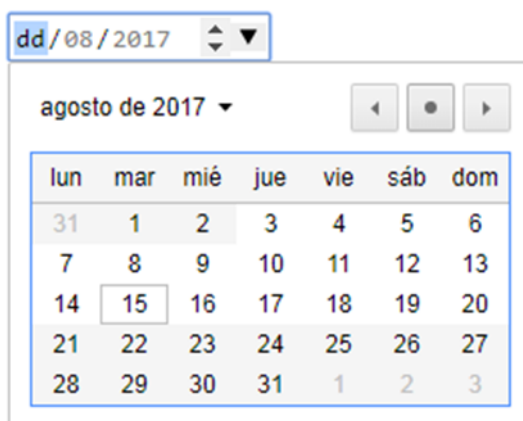 dd/08/2017
agosto de 2017
lun mar mié jue vie sáb dom
31 1 2 3 4 5 6
7 8 9 10 11 12 13
14 15 16 17 18 19 20
21 22 23 24 25 26 27
28 29 30 31 1 2 3